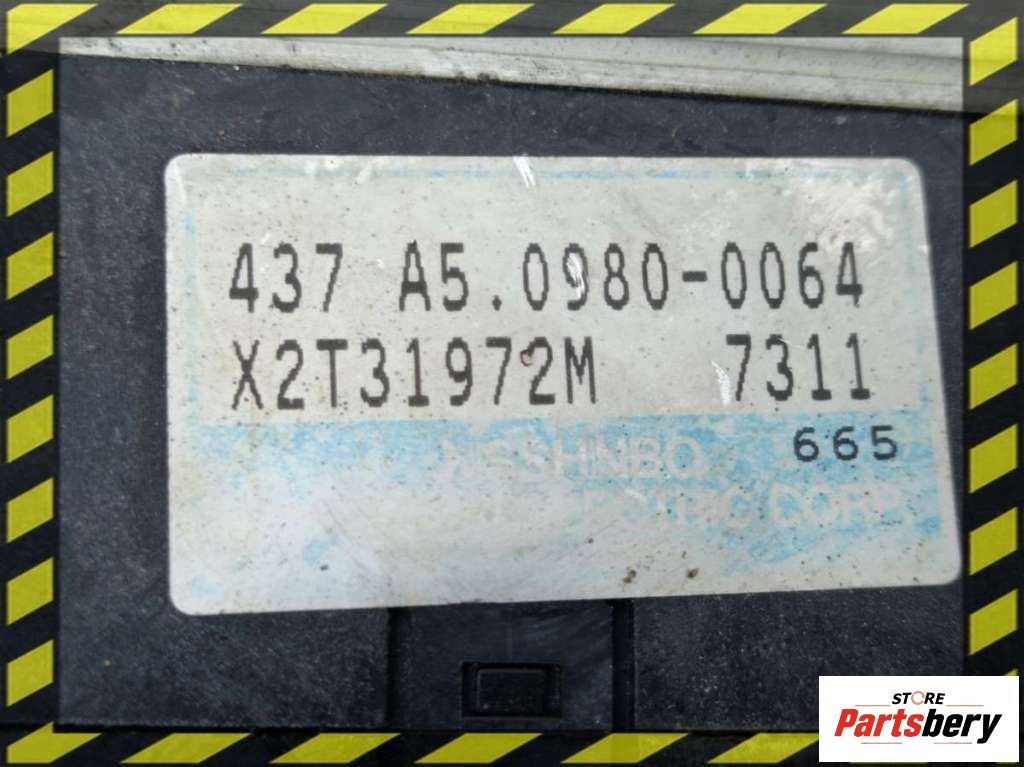 437 A5.0980-0064
X2T31972M 7311
665
NISSHINBO
CORP.
STORE
Partsbery